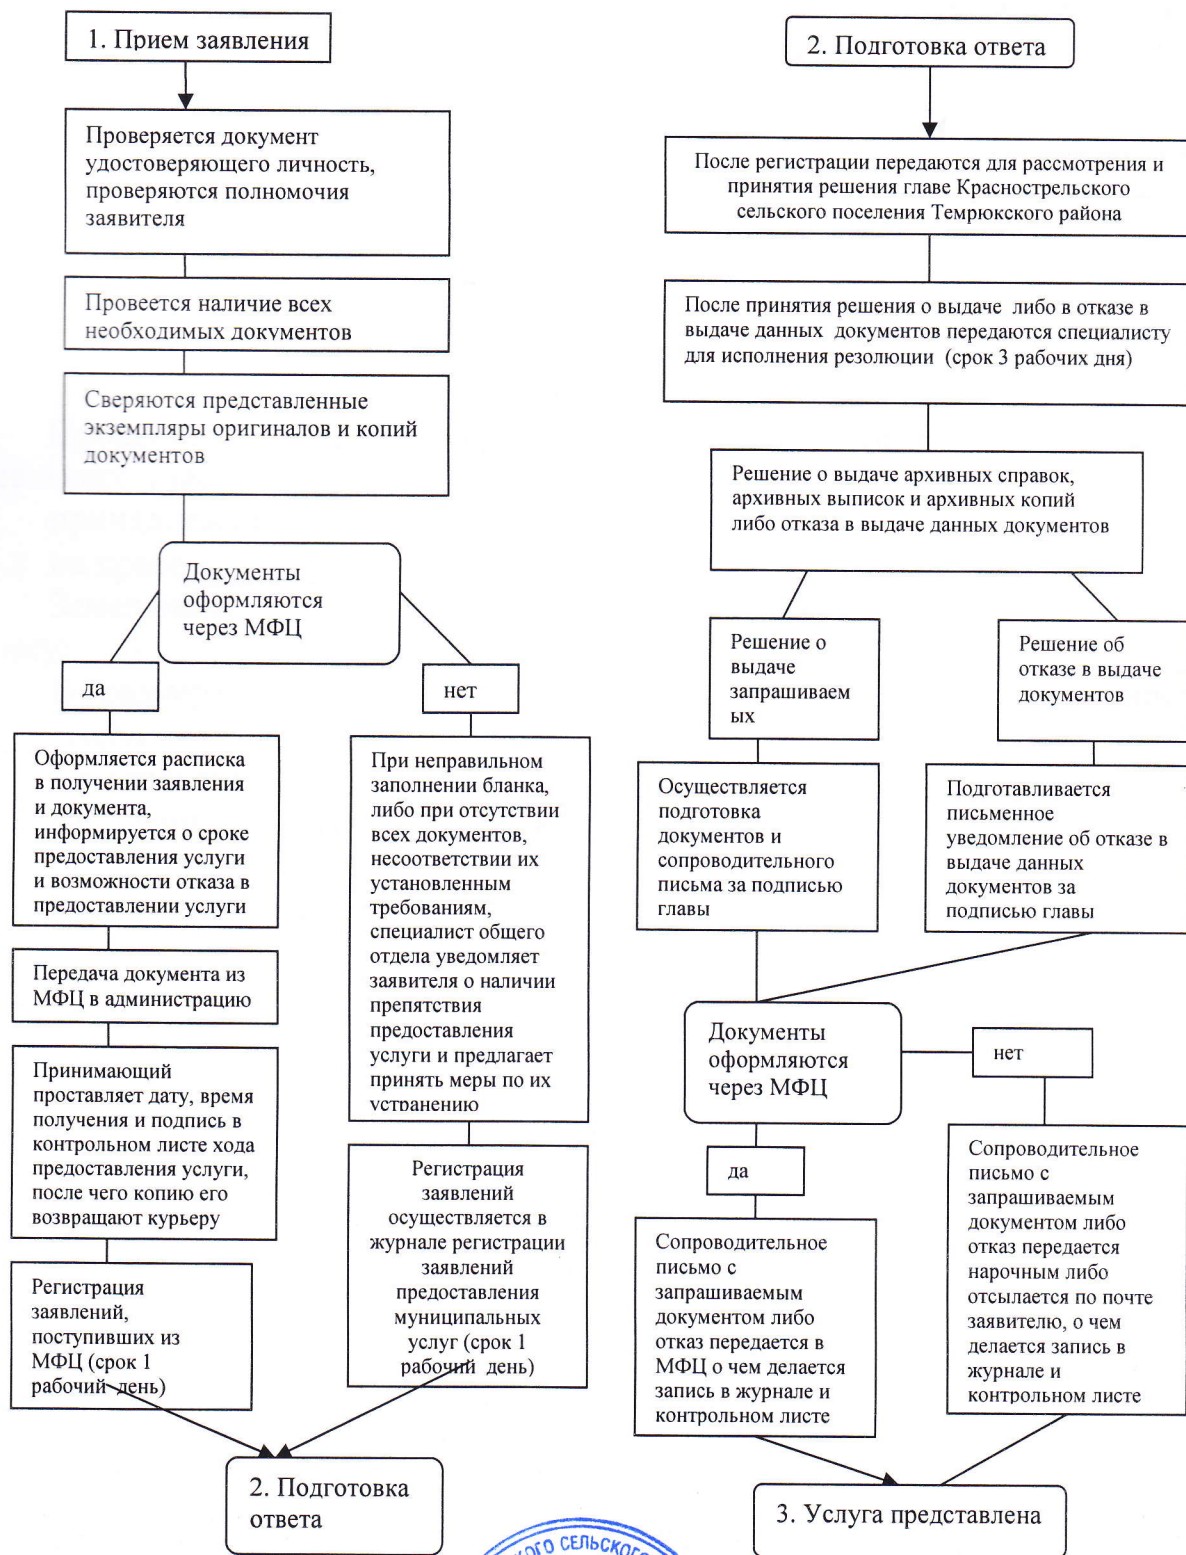 1. Прием заявления
Проверяется документ
удостоверяющего личность,
проверяются полномочия
заявителя
Провеется наличие всех
необходимых документов
Сверяются представленные
экземпляры оригиналов и копий
документов
Документы
оформляются
через МФЦ
да
нет
Оформляется расписка
в получении заявления
и документа,
информируется о сроке
предоставления услуги
и возможности отказа в
предоставлении услуги
Передача документа из
МФЦ в администрацию
Принимающий
проставляет дату, время
получения и подпись в
контрольном листе хода
предоставления услуги,
после чего копию его
возвращают курьеру
Регистрация
заявлений,
поступивших из
МФЦ (срок 1
рабочий день)
При неправильном
заполнении бланка,
либо при отсутствии
всех документов,
несоответствии их
установленным
требованиям,
специалист общего
отдела уведомляет
заявителя о наличии
препятствия
предоставления
услуги и предлагает
принять меры по их
устранению
Регистрация
заявлений
осуществляется в
журнале регистрации
заявлений
предоставления
муниципальных
услуг (срок 1
рабочий день)
2. Подготовка
ответа
2. Подготовка ответа
После регистрации передаются для рассмотрения и
принятия решения главе Краснострельского
сельского поселения Темрюкского района
После принятия решения о выдаче либо в отказе в
выдаче данных документов передаются специалисту
для исполнения резолюции (срок 3 рабочих дня)
Решение о выдаче архивных справок,
архивных выписок и архивных копий
либо отказа в выдаче данных документов
Решение о
выдаче
запрашиваем
ых
Решение об
отказе в выдаче
документов
Осуществляется
подготовка
документов и
сопроводительного
письма за подписью
главы
Подготавливается
письменное
уведомление об отказе в
выдаче данных
документов за
подписью главы
Документы
оформляются
через МФЦ
нет
да
Сопроводительное
письмо с
запрашиваемым
документом либо
отказ передается в
МФЦ о чем делается
запись в журнале и
контрольном листе
Сопроводительное
письмо с
запрашиваемым
документом либо
отказ передается
нарочным либо
отсылается по почте
заявителю, о чем
делается запись в
журнале и
контрольном листе
3. Услуга представлена
СЕЛЬСКОГО